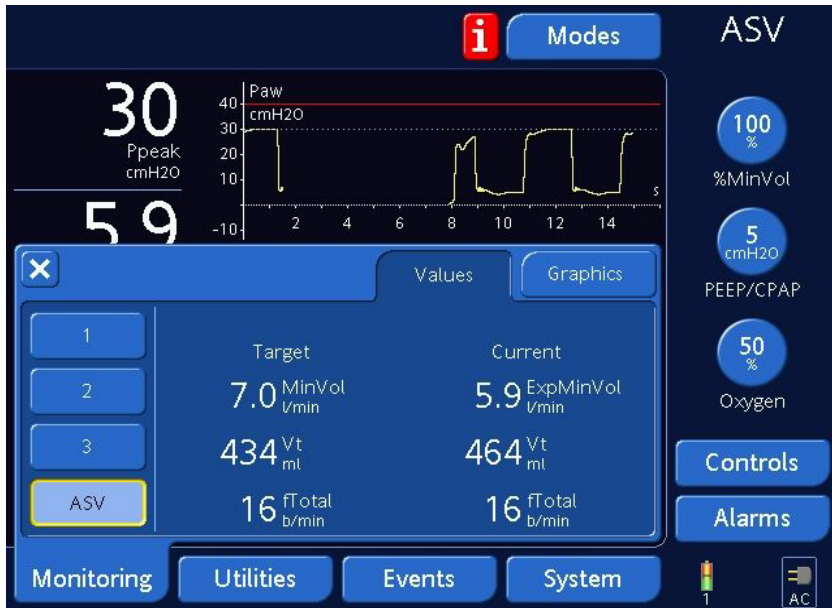 i
Modes
ASV
30
Ppeak
cmH2O
5.9
Paw
cmH2O
40
30
20
10
-10
2 4 6 8 10 12 14
s
100
%
%MinVol
5
cmH2O
PEEP/CPAP
50
%
Oxygen
Controls
Alarms
X
Values
Graphics
1
2
3
ASV
Target Current
7.0 MinVol l/min 5.9 ExpMinVol l/min
434 Vt ml 464 Vt ml
16 fTotal b/min 16 fTotal b/min
Monitoring
Utilities
Events
System
1
AC